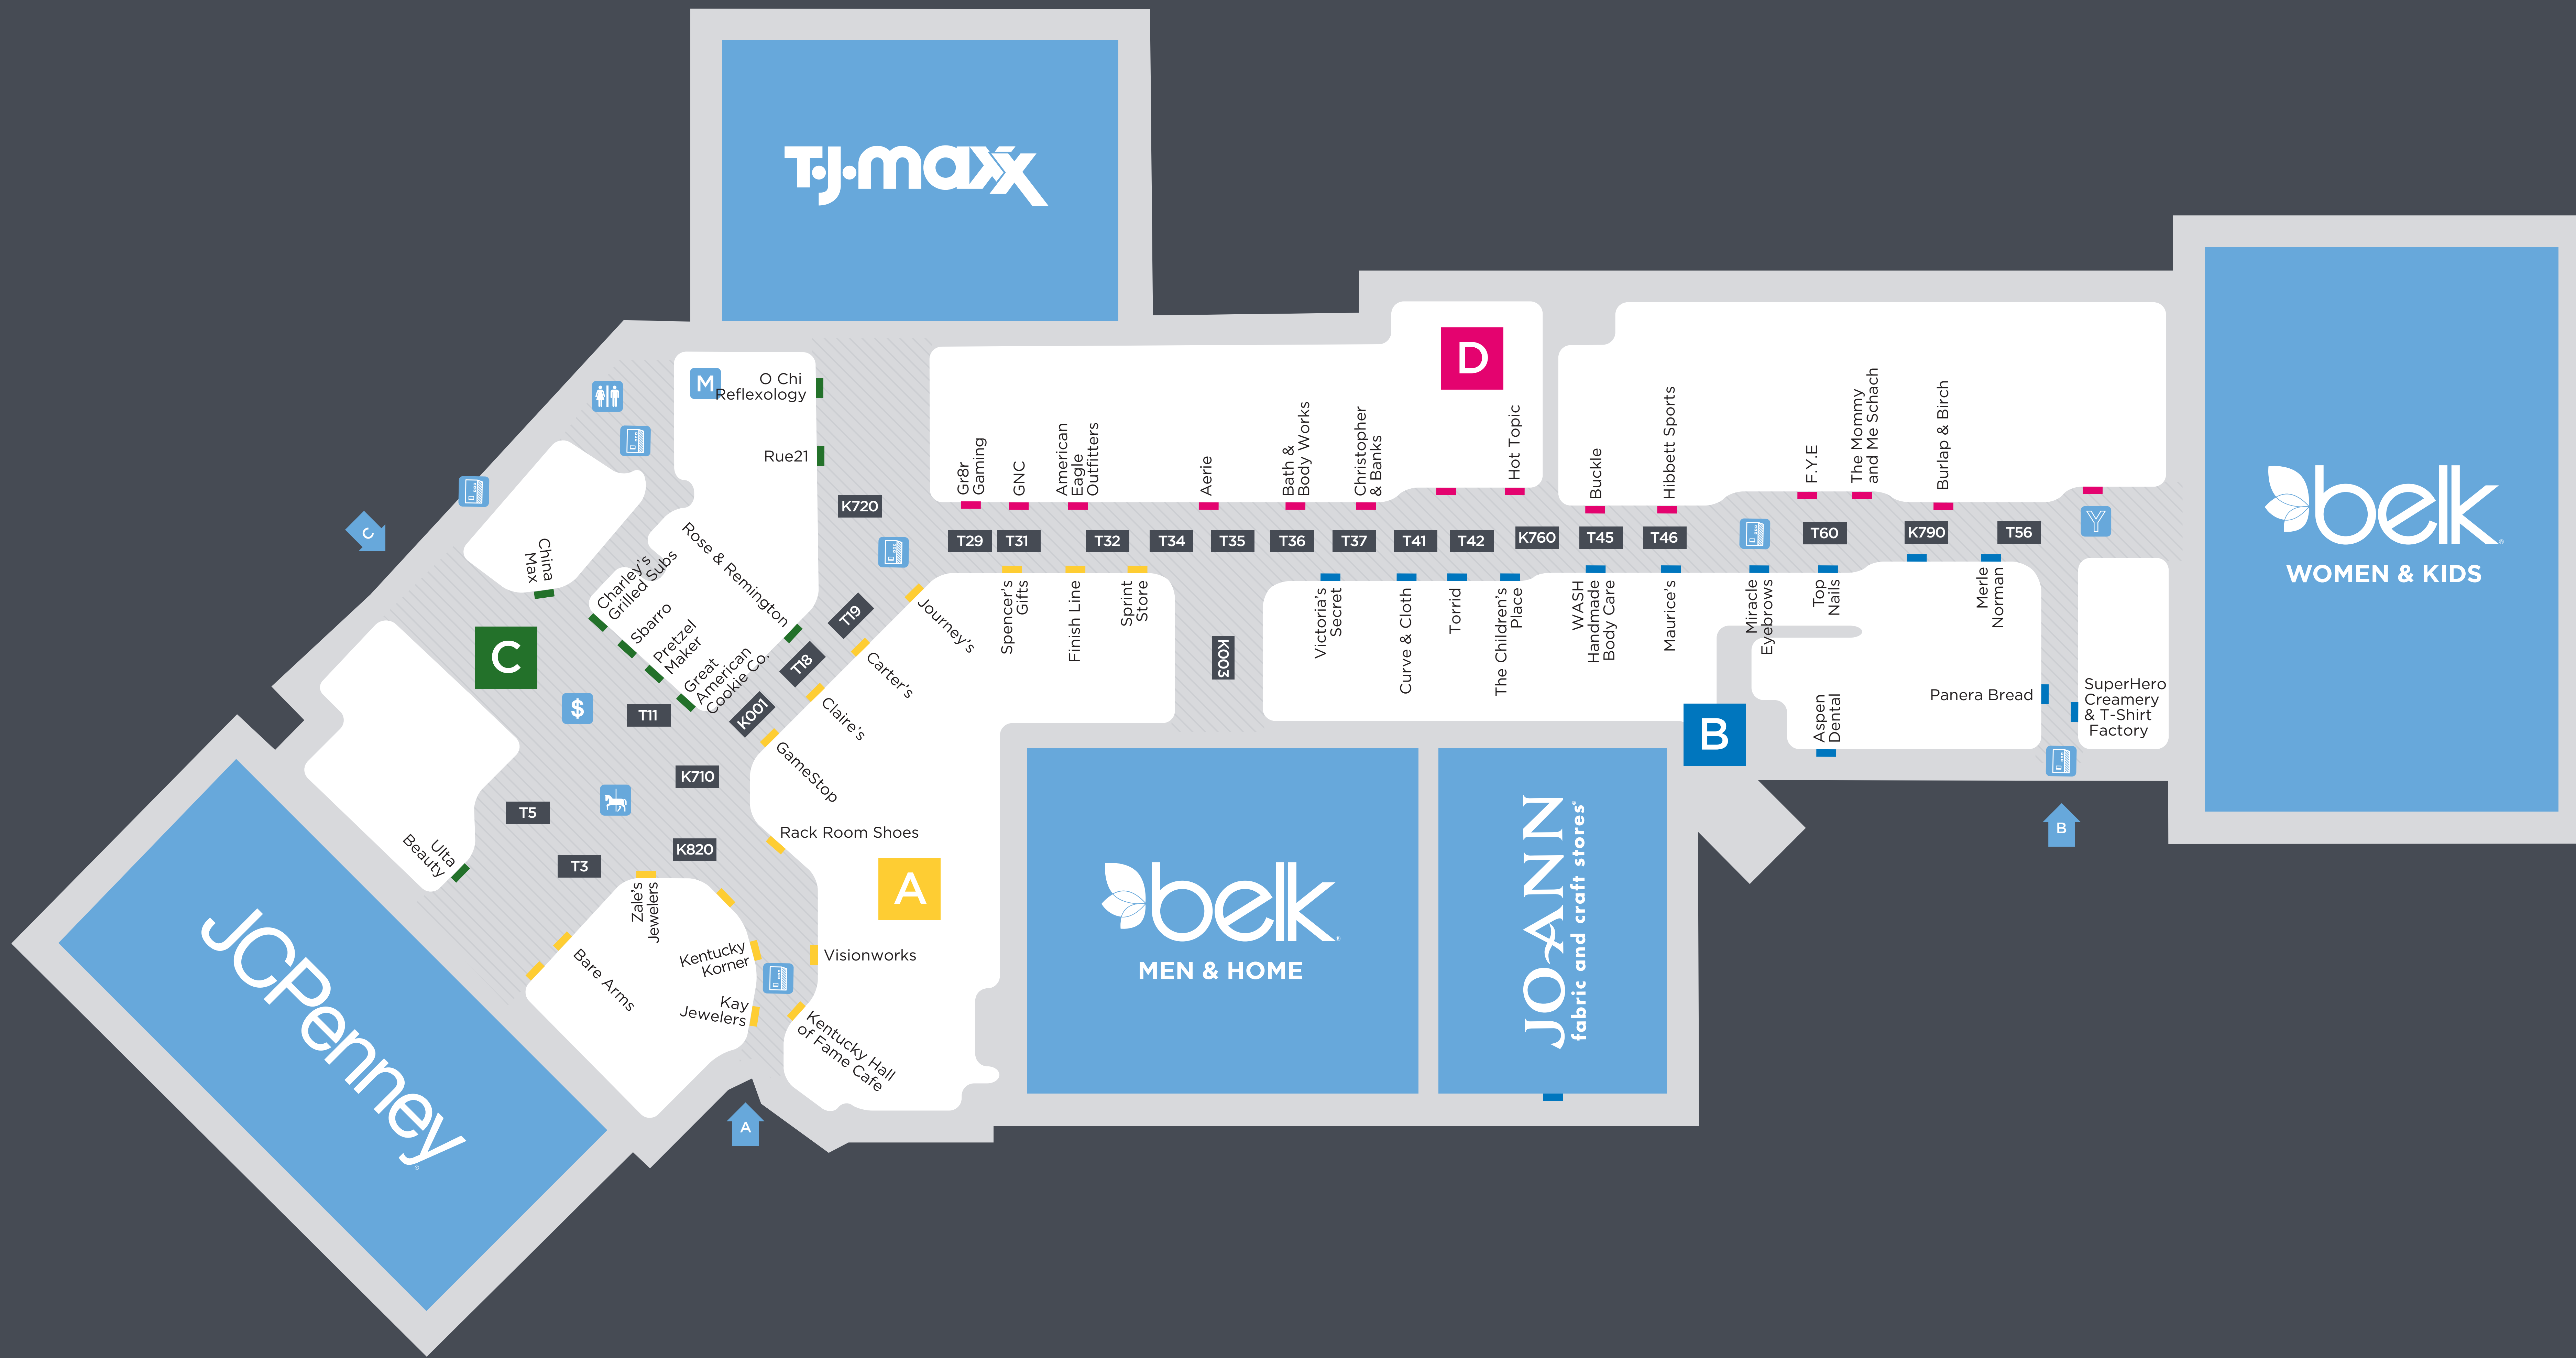 T.J.maxx
belk
WOMEN & KIDS
D
M
O Chi
Reflexology
Rue21
Gr8r
Gaming
GNC
American
Eagle
Outfitters
Aerie
Bath &
Body Works
Christopher
& Banks
Hot Topic
Buckle
Hibbett Sports
F.Y.E
The Mommy
and Me Schach
Burlap & Birch
K720
T29
T31
T32
T34
T35
T36
T37
T41
T42
K760
T45
T46
T60
K790
T56
Y
C
China
Max
Charley's
Grilled Subs
Sbarro
Pretzel
Maker
Great
American
Cookie Co.
Rose & Remington
C
T19
T18
K001
Journey's
Carter's
Claire's
GameStop
Spencer's
Gifts
Finish Line
Sprint
Store
K003
Victoria's
Secret
Curve & Cloth
Torrid
The Children's
Place
WASH
Handmade
Body Care
Maurice's
Miracle
Eyebrows
Top
Nails
Merle
Norman
Panera Bread
Aspen
Dental
SuperHero
Creamery
& T-Shirt
Factory
B
B
$
T11
K710
T5
K820
T3
Ulta
Beauty
Rack Room Shoes
A
Zale's
Jewelers
Kentucky
Korner
Kay
Jewelers
Bare Arms
Visionworks
Kentucky Hall
of Fame Cafe
A
JCPenney
belk
MEN & HOME
JO-ANN
fabric and craft stores